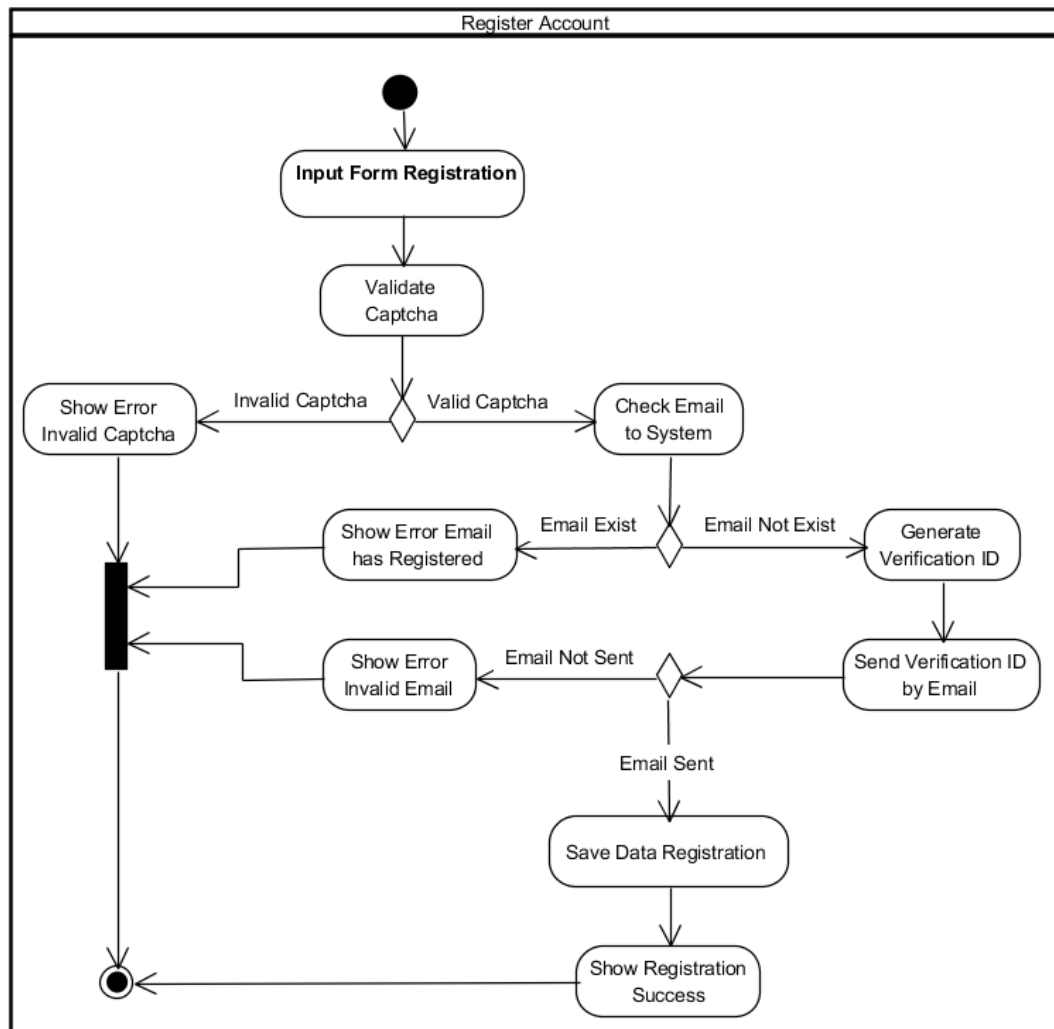 Register Account
Input Form Registration
Validate
Captcha
Invalid Captcha
Valid Captcha
Show Error
Invalid Captcha
Check Email
to System
Email Exist
Email Not Exist
Show Error Email
has Registered
Generate
Verification ID
Email Not Sent
Show Error
Invalid Email
Send Verification ID
by Email
Email Sent
Save Data Registration
Show Registration
Success